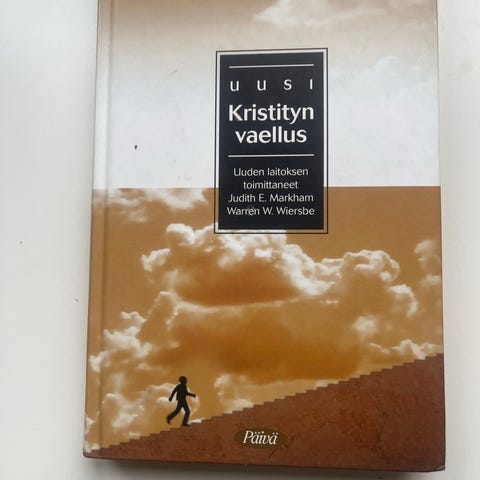 UUSI
Kristityn
vaellus
Uuden laitoksen
toimittaneet
Judith E. Markham
Warren W. Wiersbe
Päivä